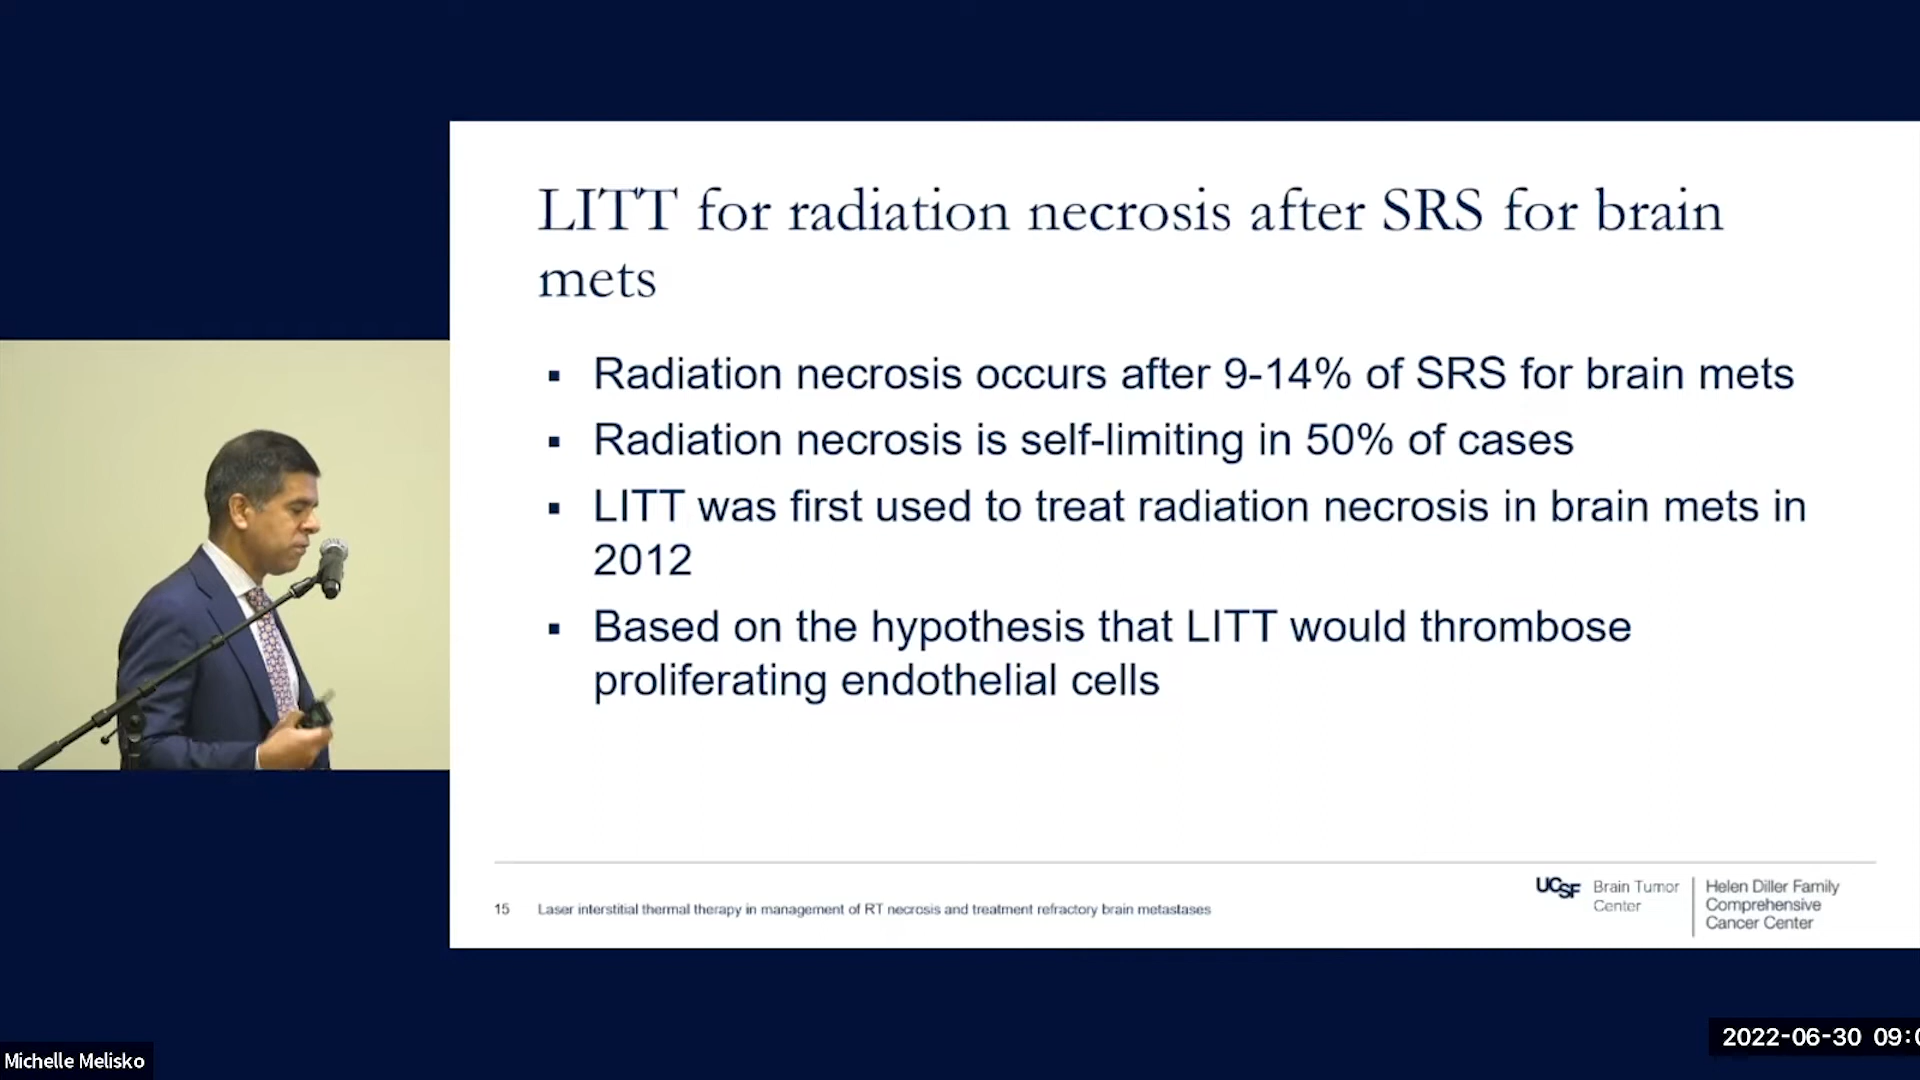 LITT for radiation necrosis after SRS for brain
mets
▪ Radiation necrosis occurs after 9-14% of SRS for brain mets
▪ Radiation necrosis is self-limiting in 50% of cases
▪ LITT was first used to treat radiation necrosis in brain mets in
2012
▪ Based on the hypothesis that LITT would thrombose
proliferating endothelial cells
15 Laser interstitial thermal therapy in management of RT necrosis and treatment refractory brain metastases
UCSF
Brain Tumor
Center
Helen Diller Family
Comprehensive
Cancer Center
Michelle Melisko
2022-06-30 09:0